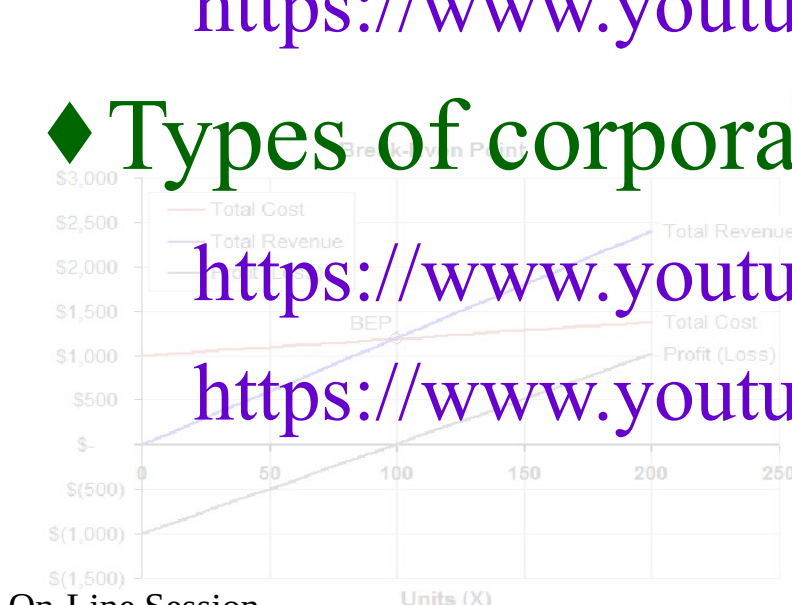 https://www.youtu
♦Types of corpora
Break-Even Point
$3,000
Total Cost
$2,500
Total Revenue
Total Revenue
https://www.youtu
$2,000
$1,500
BEP
Total Cost
$1,000
Profit (Loss)
https://www.youtu
$500
$-
0 50 100 150 200 250
$(500)
$(1,000)
$(1,500)
Units (X)
On-Line Session